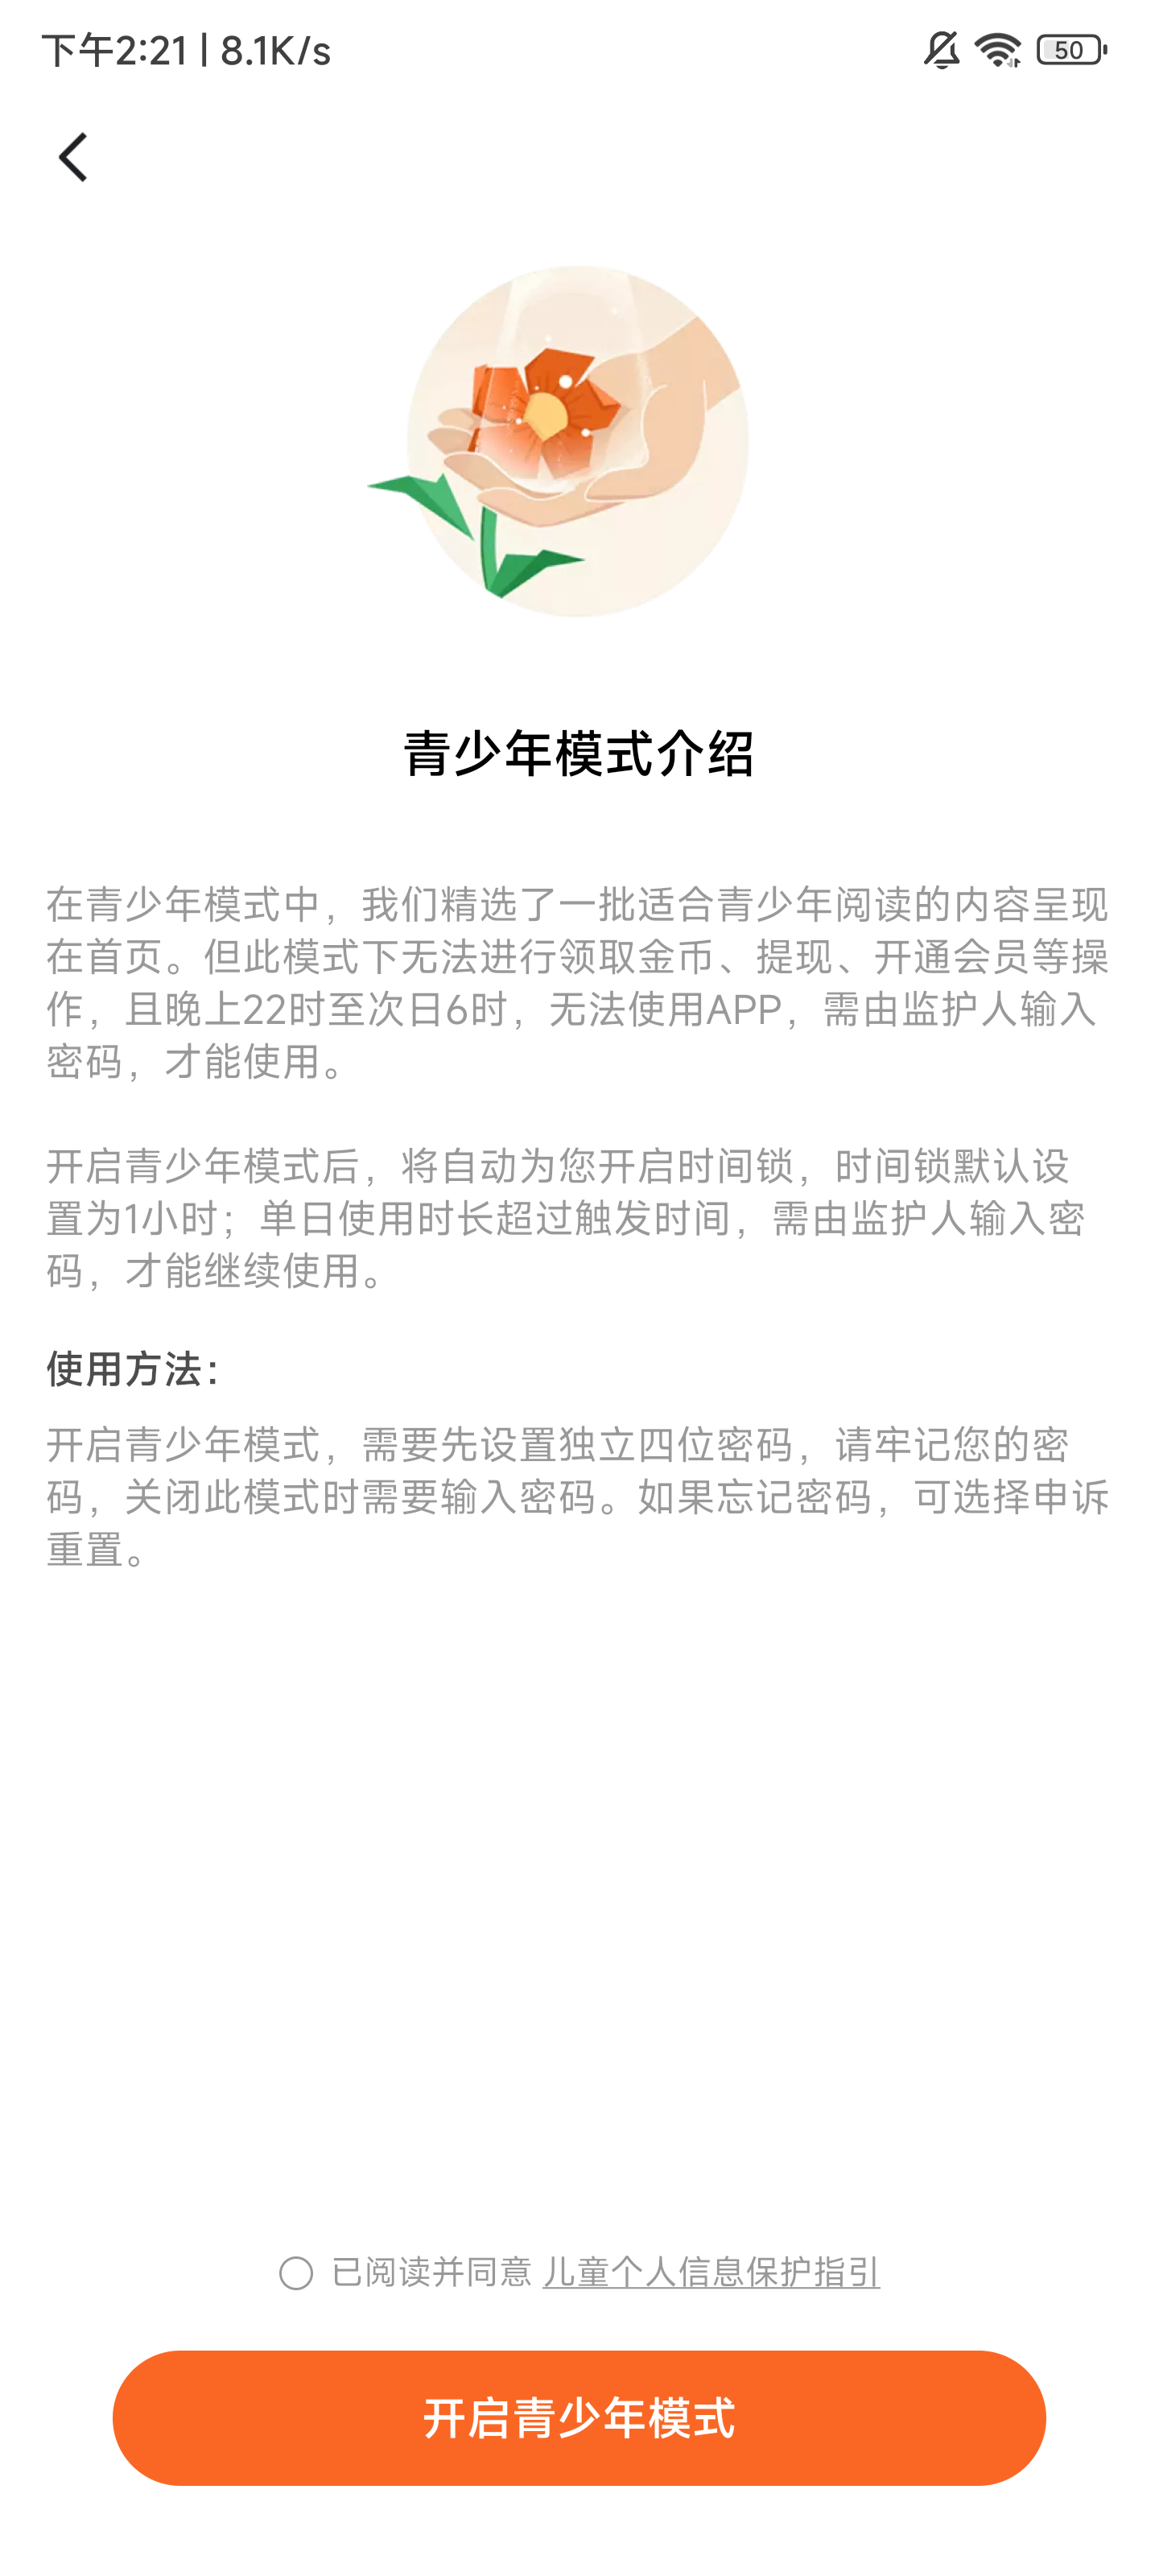 下午2:21 | 8.1K/s
50
青少年模式介绍
在青少年模式中，我们精选了一批适合青少年阅读的内容呈现
在首页。但此模式下无法进行领取金币、提现、开通会员等操
作，且晚上22时至次日6时，无法使用APP，需由监护人输入
密码，才能使用。
开启青少年模式后，将自动为您开启时间锁，时间锁默认设
置为1小时；单日使用时长超过触发时间，需由监护人输入密
码，才能继续使用。
使用方法：
开启青少年模式，需要先设置独立四位密码，请牢记您的密
码，关闭此模式时需要输入密码。如果忘记密码，可选择申诉
重置。
已阅读并同意 儿童个人信息保护指引
开启青少年模式